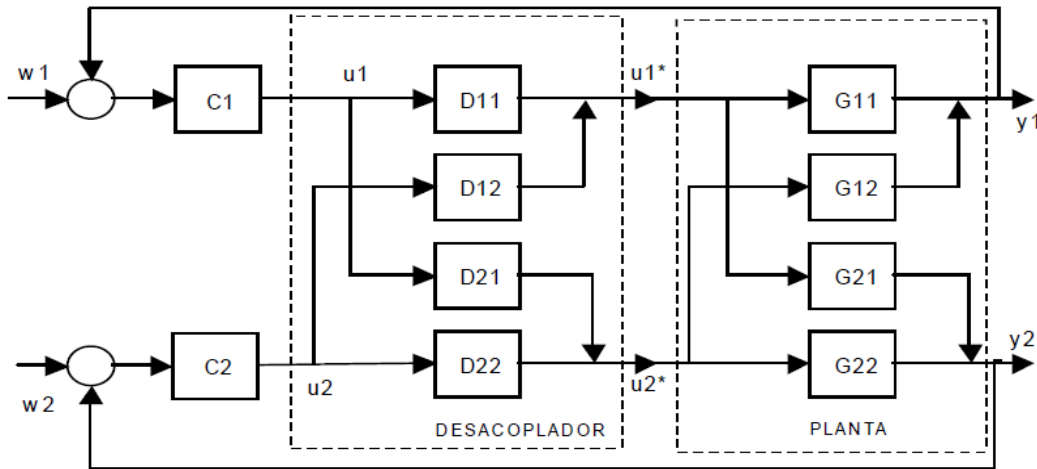 w1
C1
u1
D11
u1*
G11
y1
D12
G12
D21
G21
w2
C2
u2
D22
u2*
G22
y2
DESACOPLADOR
PLANTA